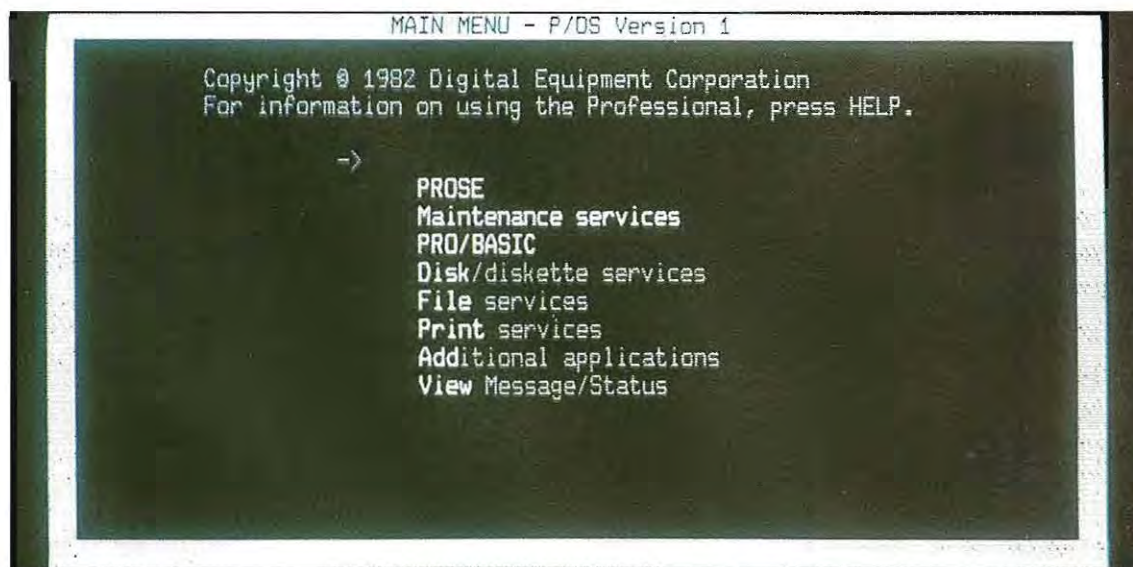 MAIN MENU - P/OS Version 1
Copyright © 1982 Digital Equipment Corporation
For information on using the Professional, press HELP.
->
PROSE
Maintenance services
PRO/BASIC
Disk/diskette services
File services
Print services
Additional applications
View Message/Status